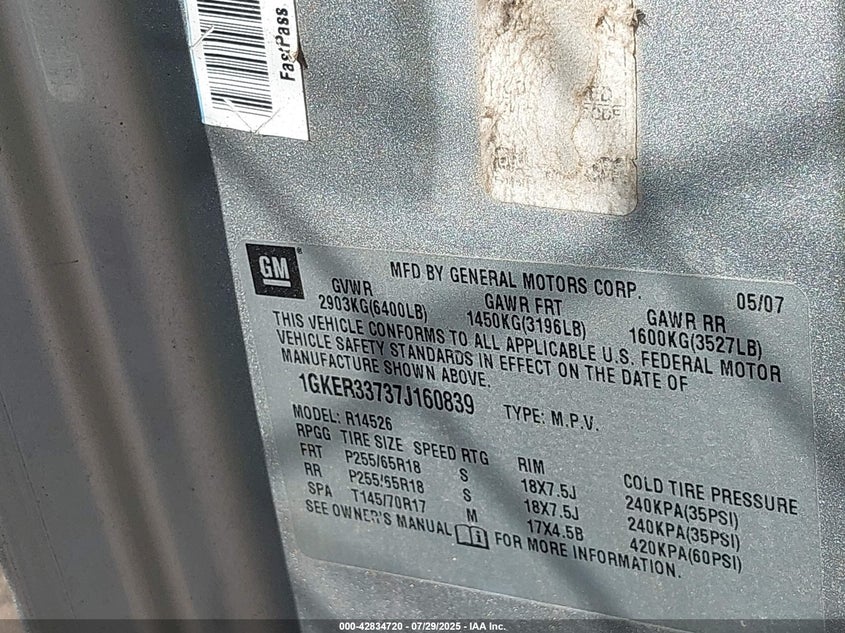 FastPass
GM
MFD BY GENERAL MOTORS CORP. 05/07
GVWR GAWR FRT GAWR RR
2903KG(6400LB) 1450KG(3196LB) 1600KG(3527LB)
THIS VEHICLE CONFORMS TO ALL APPLICABLE U.S. FEDERAL MOTOR
VEHICLE SAFETY STANDARDS IN EFFECT ON THE DATE OF
MANUFACTURE SHOWN ABOVE.
1GKER33737J160839 TYPE: M.P.V.
MODEL: R14526
RPGG TIRE SIZE SPEED RTG RIM COLD TIRE PRESSURE
FRT P255/65R18 S 18X7.5J 240KPA(35PSI)
RR P255/65R18 S 18X7.5J 240KPA(35PSI)
SPA T145/70R17 M 17X4.5B 420KPA(60PSI)
SEE OWNER'S MANUAL FOR MORE INFORMATION.
000-42834720 - 07/29/2025 - IAA Inc.